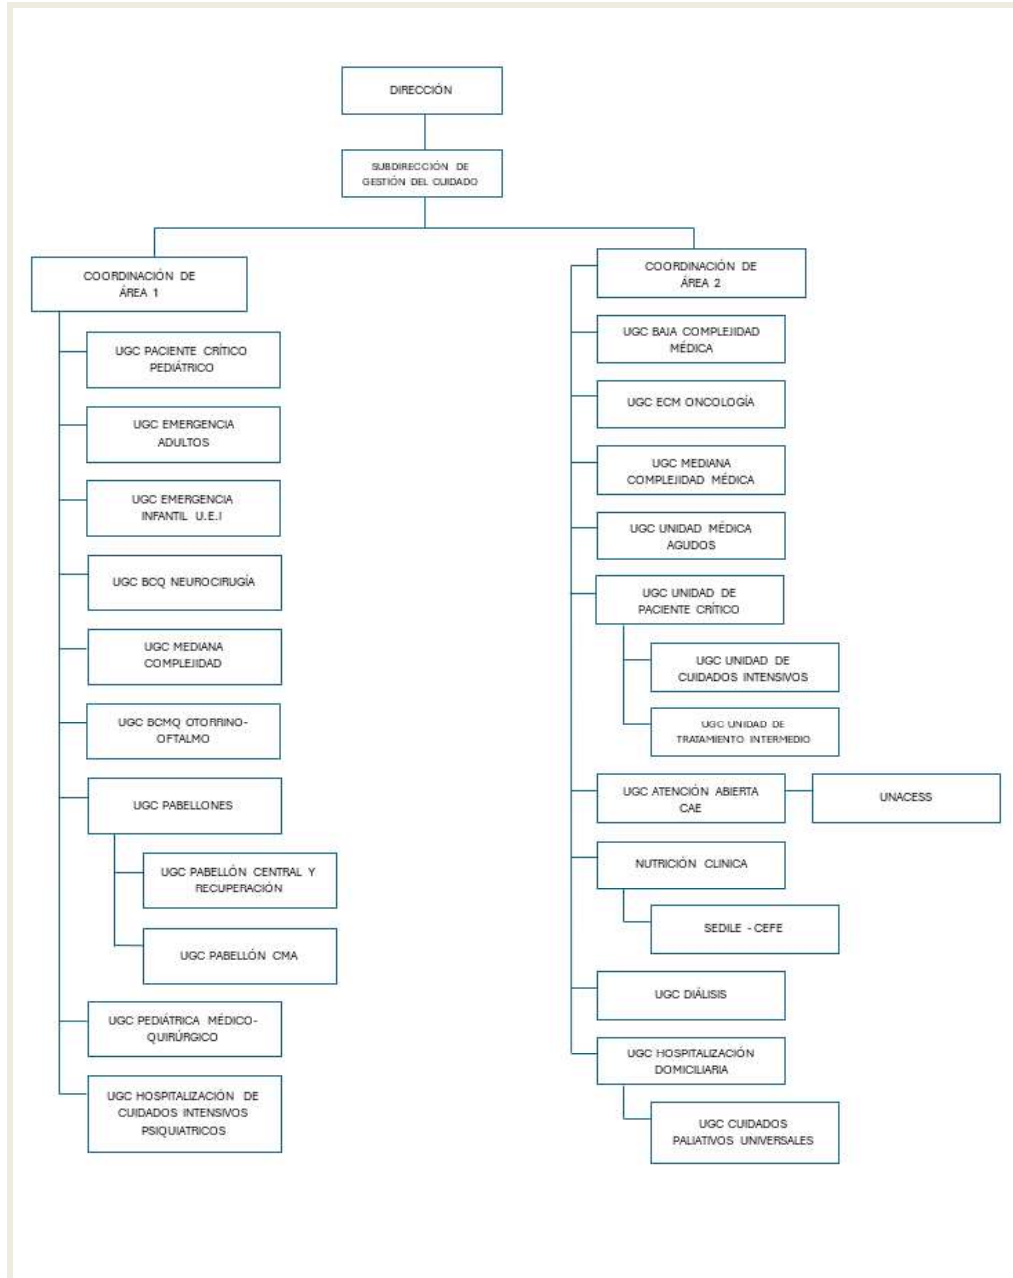 DIRECCIÓN
SUBDIRECCIÓN DE
GESTIÓN DEL CUIDADO
COORDINACIÓN DE
ÁREA 1
UGC PACIENTE CRÍTICO
PEDIÁTRICO
UGC EMERGENCIA
ADULTOS
UGC EMERGENCIA
INFANTIL U.E.I
UGC BCQ NEUROCIRUGÍA
UGC MEDIANA
COMPLEJIDAD
UGC BCMQ OTORRINO-
OFTALMO
UGC PABELLONES
UGC PABELLÓN CENTRAL Y
RECUPERACIÓN
UGC PABELLÓN CMA
UGC PEDIÁTRICA MÉDICO-
QUIRÚRGICO
UGC HOSPITALIZACIÓN DE
CUIDADOS INTENSIVOS
PSIQUIATRICOS
COORDINACIÓN DE
ÁREA 2
UGC BAJA COMPLEJIDAD
MÉDICA
UGC ECM ONCOLOGÍA
UGC MEDIANA
COMPLEJIDAD MÉDICA
UGC UNIDAD MÉDICA
AGUDOS
UGC UNIDAD DE
PACIENTE CRÍTICO
UGC UNIDAD DE
CUIDADOS INTENSIVOS
UGC UNIDAD DE
TRATAMIENTO INTERMEDIO
UGC ATENCIÓN ABIERTA
CAE
UNACESS
NUTRICIÓN CLINICA
SEDILE - CEFE
UGC DIÁLISIS
UGC HOSPITALIZACIÓN
DOMICILIARIA
UGC CUIDADOS
PALIATIVOS UNIVERSALES